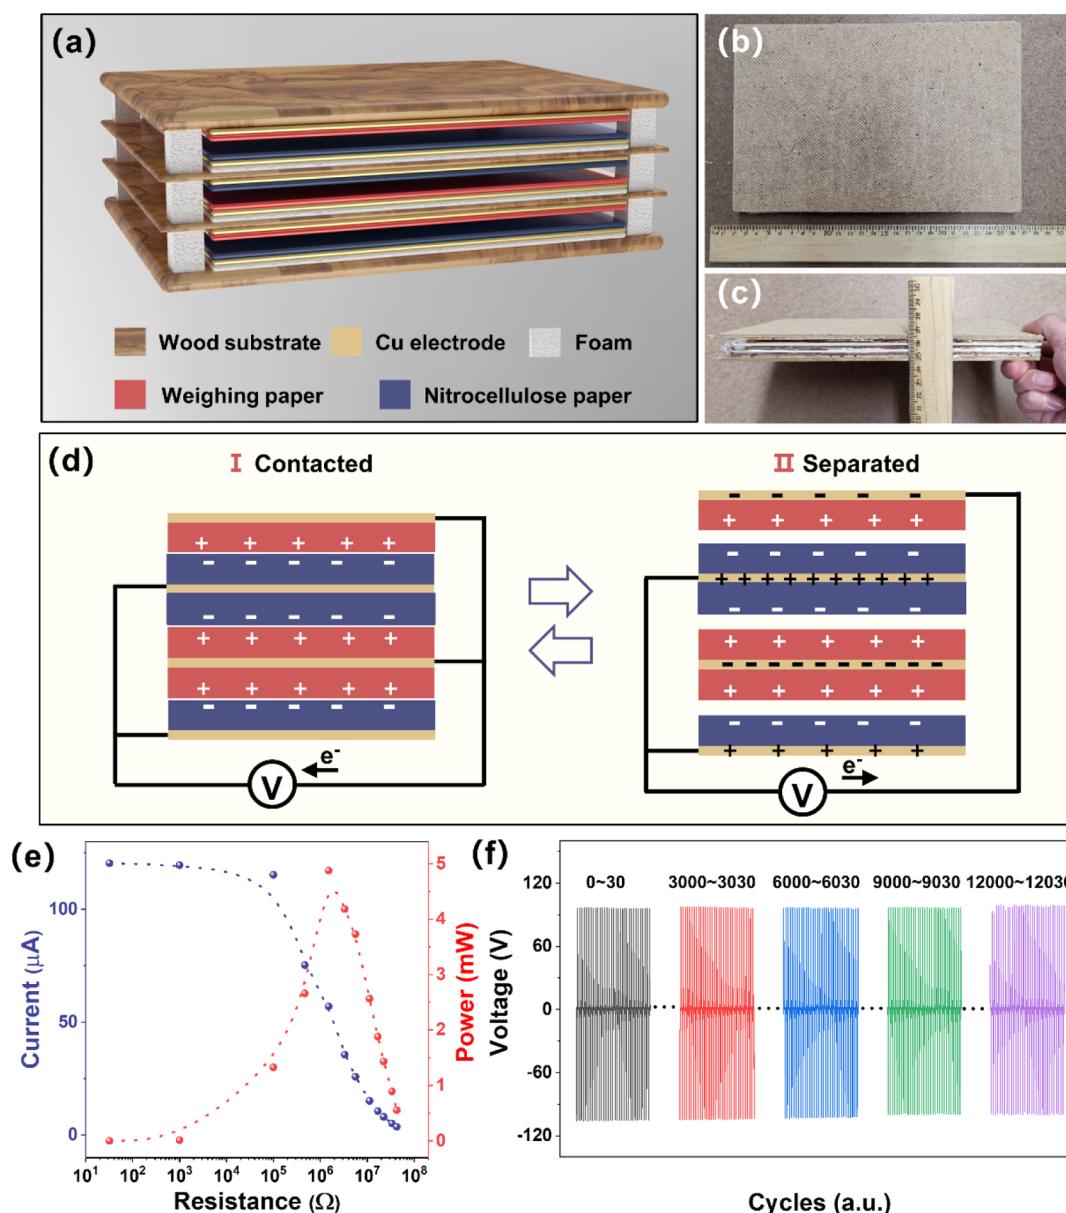 (a)
Wood substrate
Cu electrode
Foam
Weighing paper
Nitrocellulose paper
(b)
(c)
(d)
I Contacted
II Separated
+ + + + +
- - - - -
- - - - -
+ + + + +
+ + + + +
- - - - -
V
e-
- - - - -
+ + + + +
- - - - -
+ + + + + + + + + +
- - - - -
+ + + + +
- - - - - - - - - -
+ + + + +
- - - - -
+ + + + +
V
e-
(e)
Current (μA)
100
50
0
Power (mW)
5
4
3
2
1
0
10¹ 10² 10³ 10⁴ 10⁵ 10⁶ 10⁷ 10⁸
Resistance (Ω)
(f)
Voltage (V)
120
60
0
-60
-120
0~30
3000~3030
6000~6030
9000~9030
12000~12030
Cycles (a.u.)